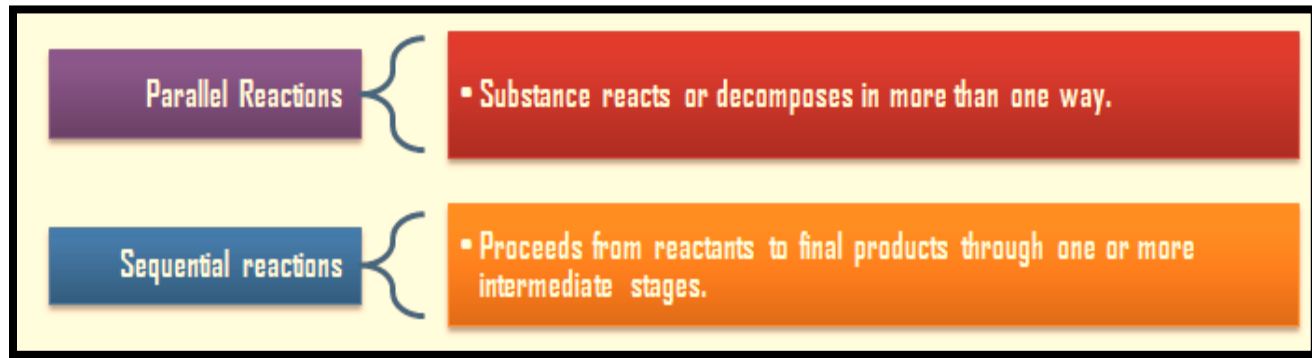 Parallel Reactions
▪ Substance reacts or decomposes in more than one way.
Sequential reactions
▪ Proceeds from reactants to final products through one or more
intermediate stages.